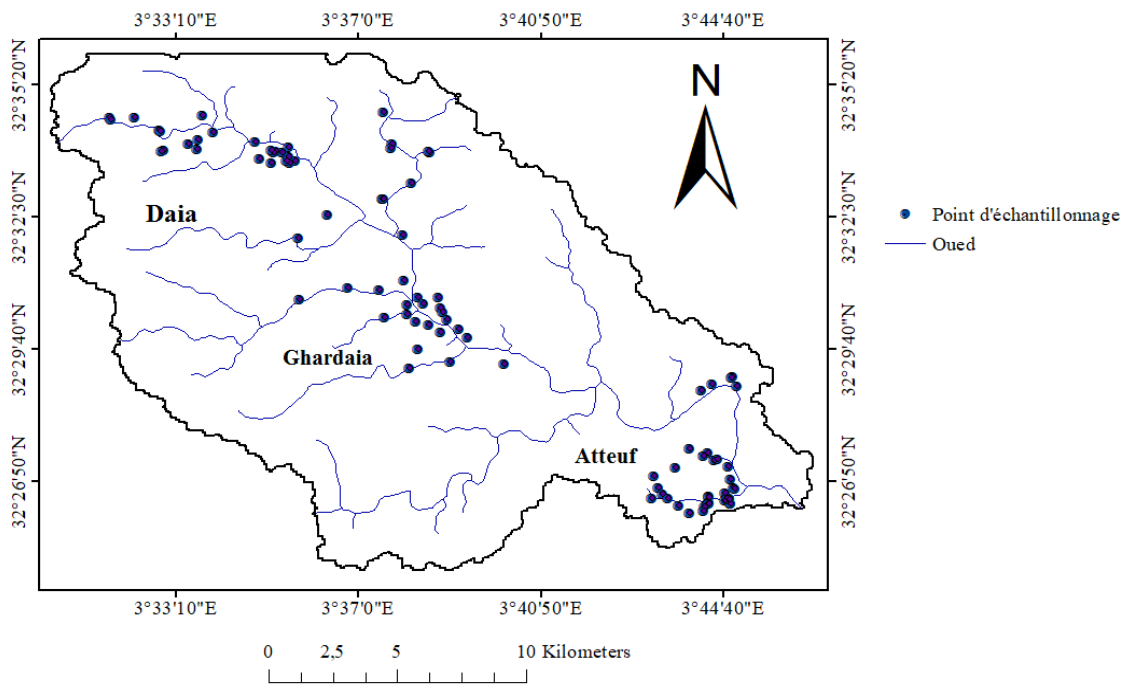 3°33'10"E 3°37'0"E 3°40'50"E 3°44'40"E
32°35'20"N 32°35'20"N
N
Point d'échantillonnage
Oued
Daia
32°32'30"N 32°32'30"N
Ghardaia
32°29'40"N 32°29'40"N
Atteuf
32°26'50"N 32°26'50"N
3°33'10"E 3°37'0"E 3°40'50"E 3°44'40"E
0 2,5 5 10 Kilometers